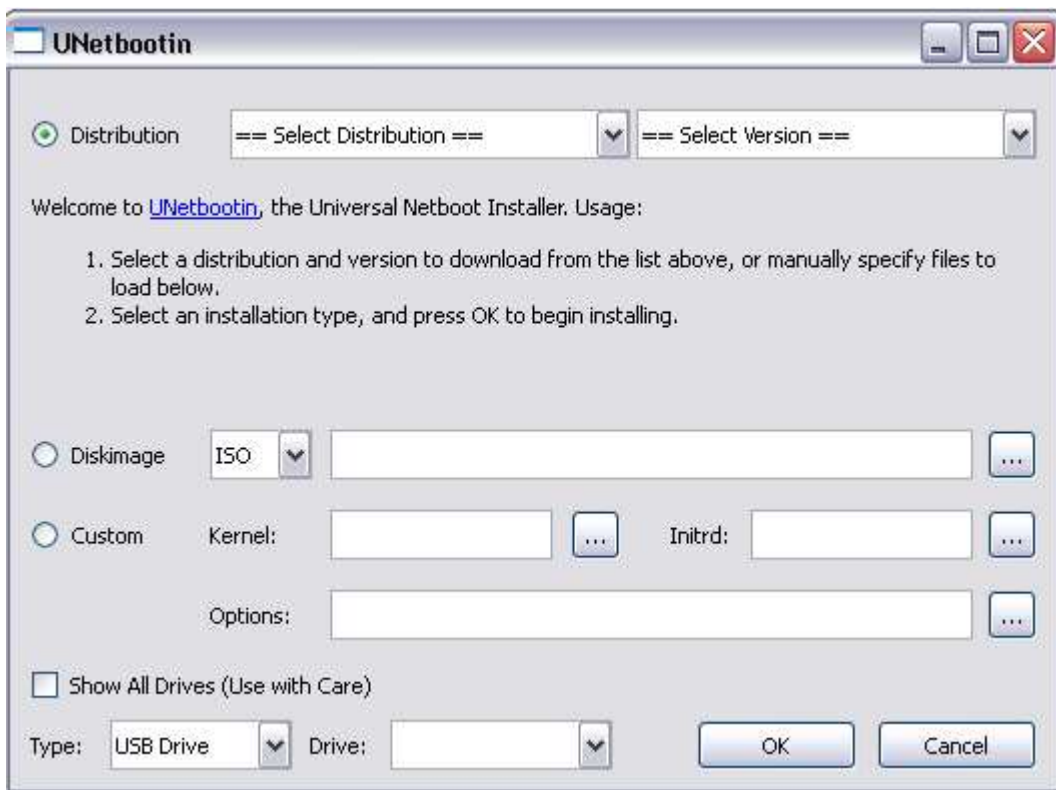 UNetbootin
Distribution == Select Distribution == == Select Version ==
Welcome to UNetbootin, the Universal Netboot Installer. Usage:
1. Select a distribution and version to download from the list above, or manually specify files to
load below.
2. Select an installation type, and press OK to begin installing.
Diskimage ISO ...
Custom Kernel: ... Initrd: ...
Options: ...
Show All Drives (Use with Care)
Type: USB Drive Drive: OK Cancel